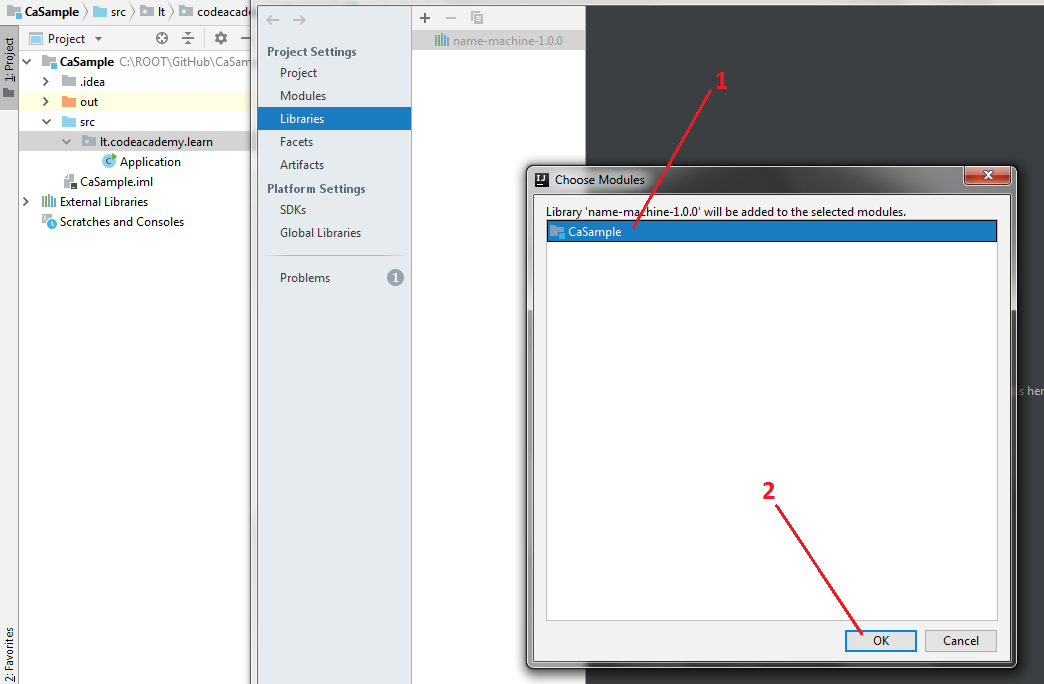 CaSample src lt codeacade
1: Project
Project
CaSample C:\ROOT\GitHub\CaSam
.idea
out
src
lt.codeacademy.learn
Application
CaSample.iml
External Libraries
Scratches and Consoles
2: Favorites
Project Settings
Project
Modules
Libraries
Facets
Artifacts
Platform Settings
SDKs
Global Libraries
Problems 1
name-machine-1.0.0
1
Choose Modules
Library 'name-machine-1.0.0' will be added to the selected modules.
CaSample
s her
2
OK Cancel